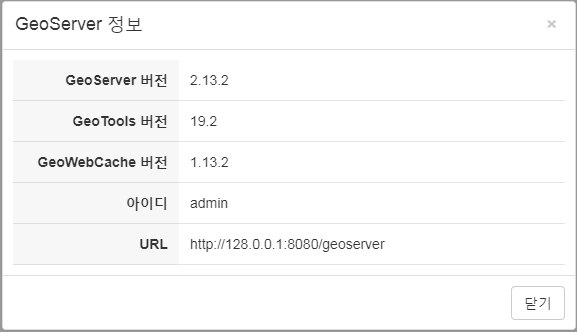 GeoServer 정보 ×
GeoServer 버전 2.13.2
GeoTools 버전 19.2
GeoWebCache 버전 1.13.2
아이디 admin
URL http://128.0.0.1:8080/geoserver
닫기